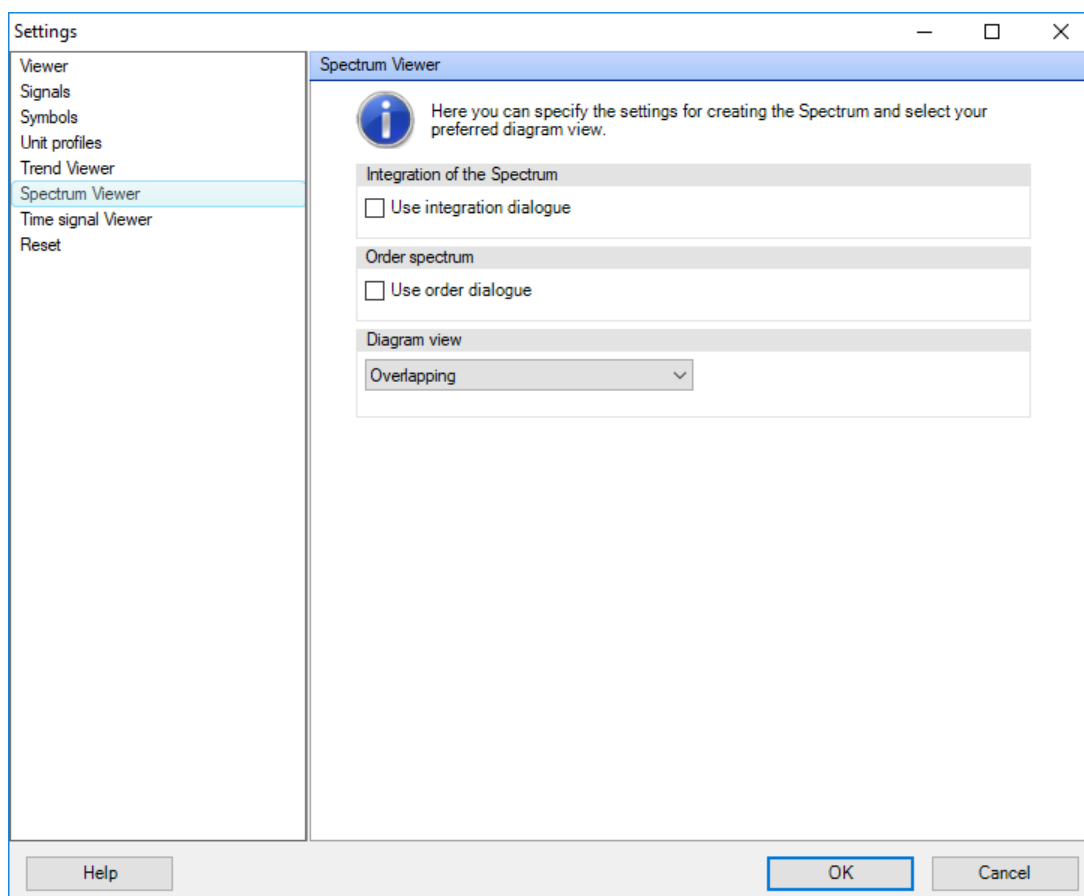 Settings
Viewer
Signals
Symbols
Unit profiles
Trend Viewer
Spectrum Viewer
Time signal Viewer
Reset
Spectrum Viewer
Here you can specify the settings for creating the Spectrum and select your
preferred diagram view.
Integration of the Spectrum
Use integration dialogue
Order spectrum
Use order dialogue
Diagram view
Overlapping
Help
OK
Cancel